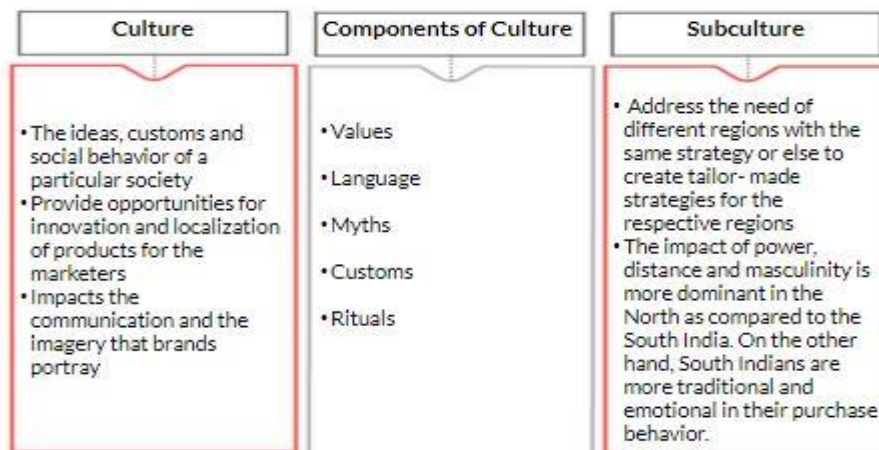 Culture
• The ideas, customs and
social behavior of a
particular society
• Provide opportunities for
innovation and localization
of products for the
marketers
• Impacts the
communication and the
imagery that brands
portray
Components of Culture
• Values
• Language
• Myths
• Customs
• Rituals
Subculture
• Address the need of
different regions with the
same strategy or else to
create tailor- made
strategies for the
respective regions
• The impact of power,
distance and masculinity is
more dominant in the
North as compared to the
South India. On the other
hand, South Indians are
more traditional and
emotional in their purchase
behavior.